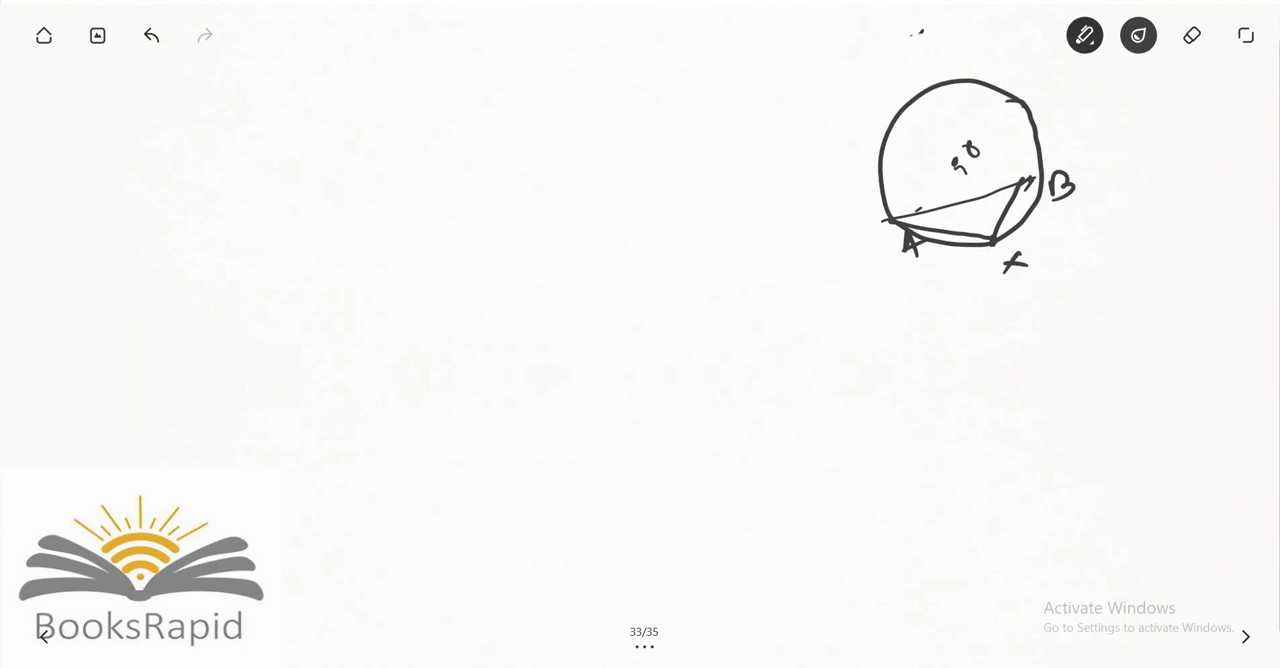 B
A
X
BooksRapid
33/35
Activate Windows
Go to Settings to activate Windows.